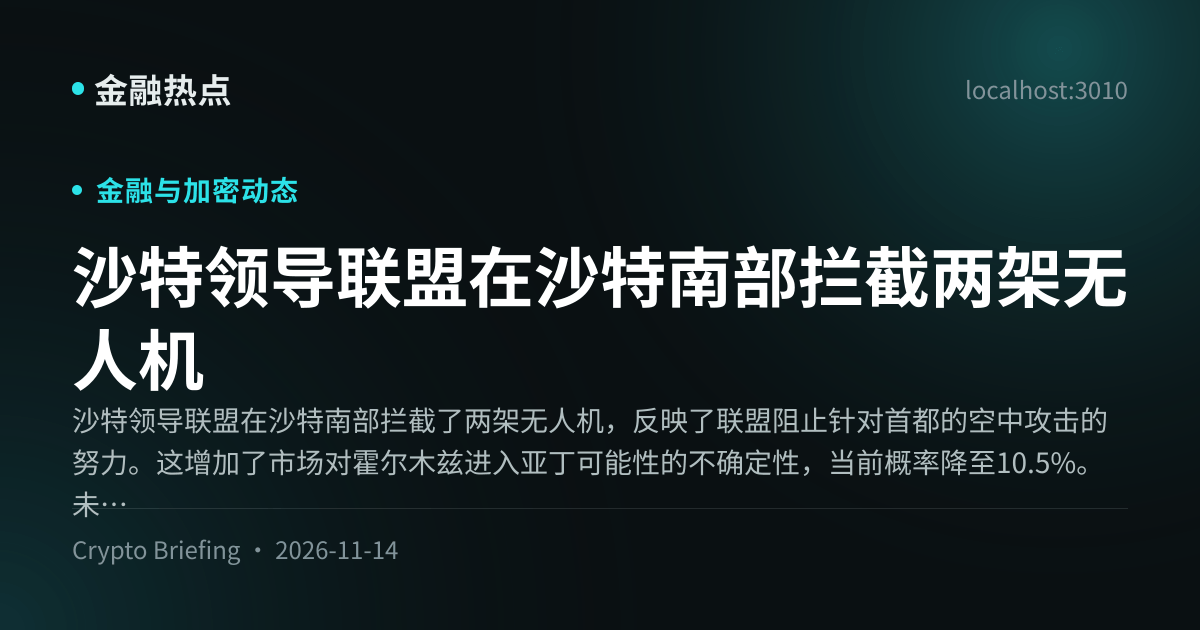 金融热点
localhost:3010
金融与加密动态
沙特领导联盟在沙特南部拦截两架无
人机
沙特领导联盟在沙特南部拦截了两架无人机，反映了联盟阻止针对首都的空中攻击的
努力。这增加了市场对霍尔木兹进入亚丁可能性的不确定性，当前概率降至10.5%。
未…
Crypto Briefing • 2026-11-14